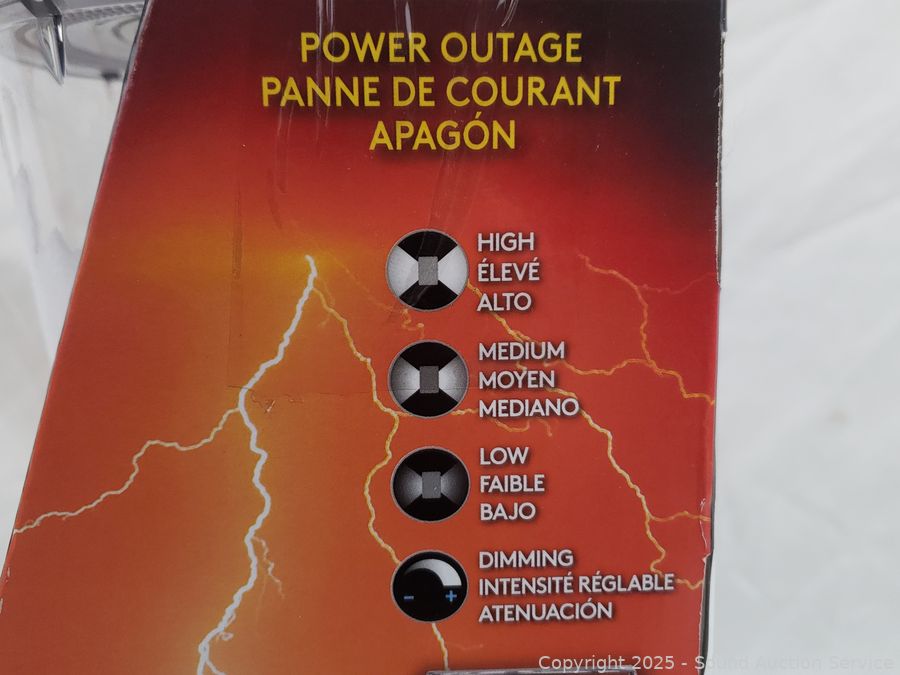 POWER OUTAGE
PANNE DE COURANT
APAGÓN
HIGH
ÉLEVÉ
ALTO
MEDIUM
MOYEN
MEDIANO
LOW
FAIBLE
BAJO
DIMMING
INTENSITÉ RÉGLABLE
ATENUACIÓN
- +
Copyright 2025 - Sound Auction Service